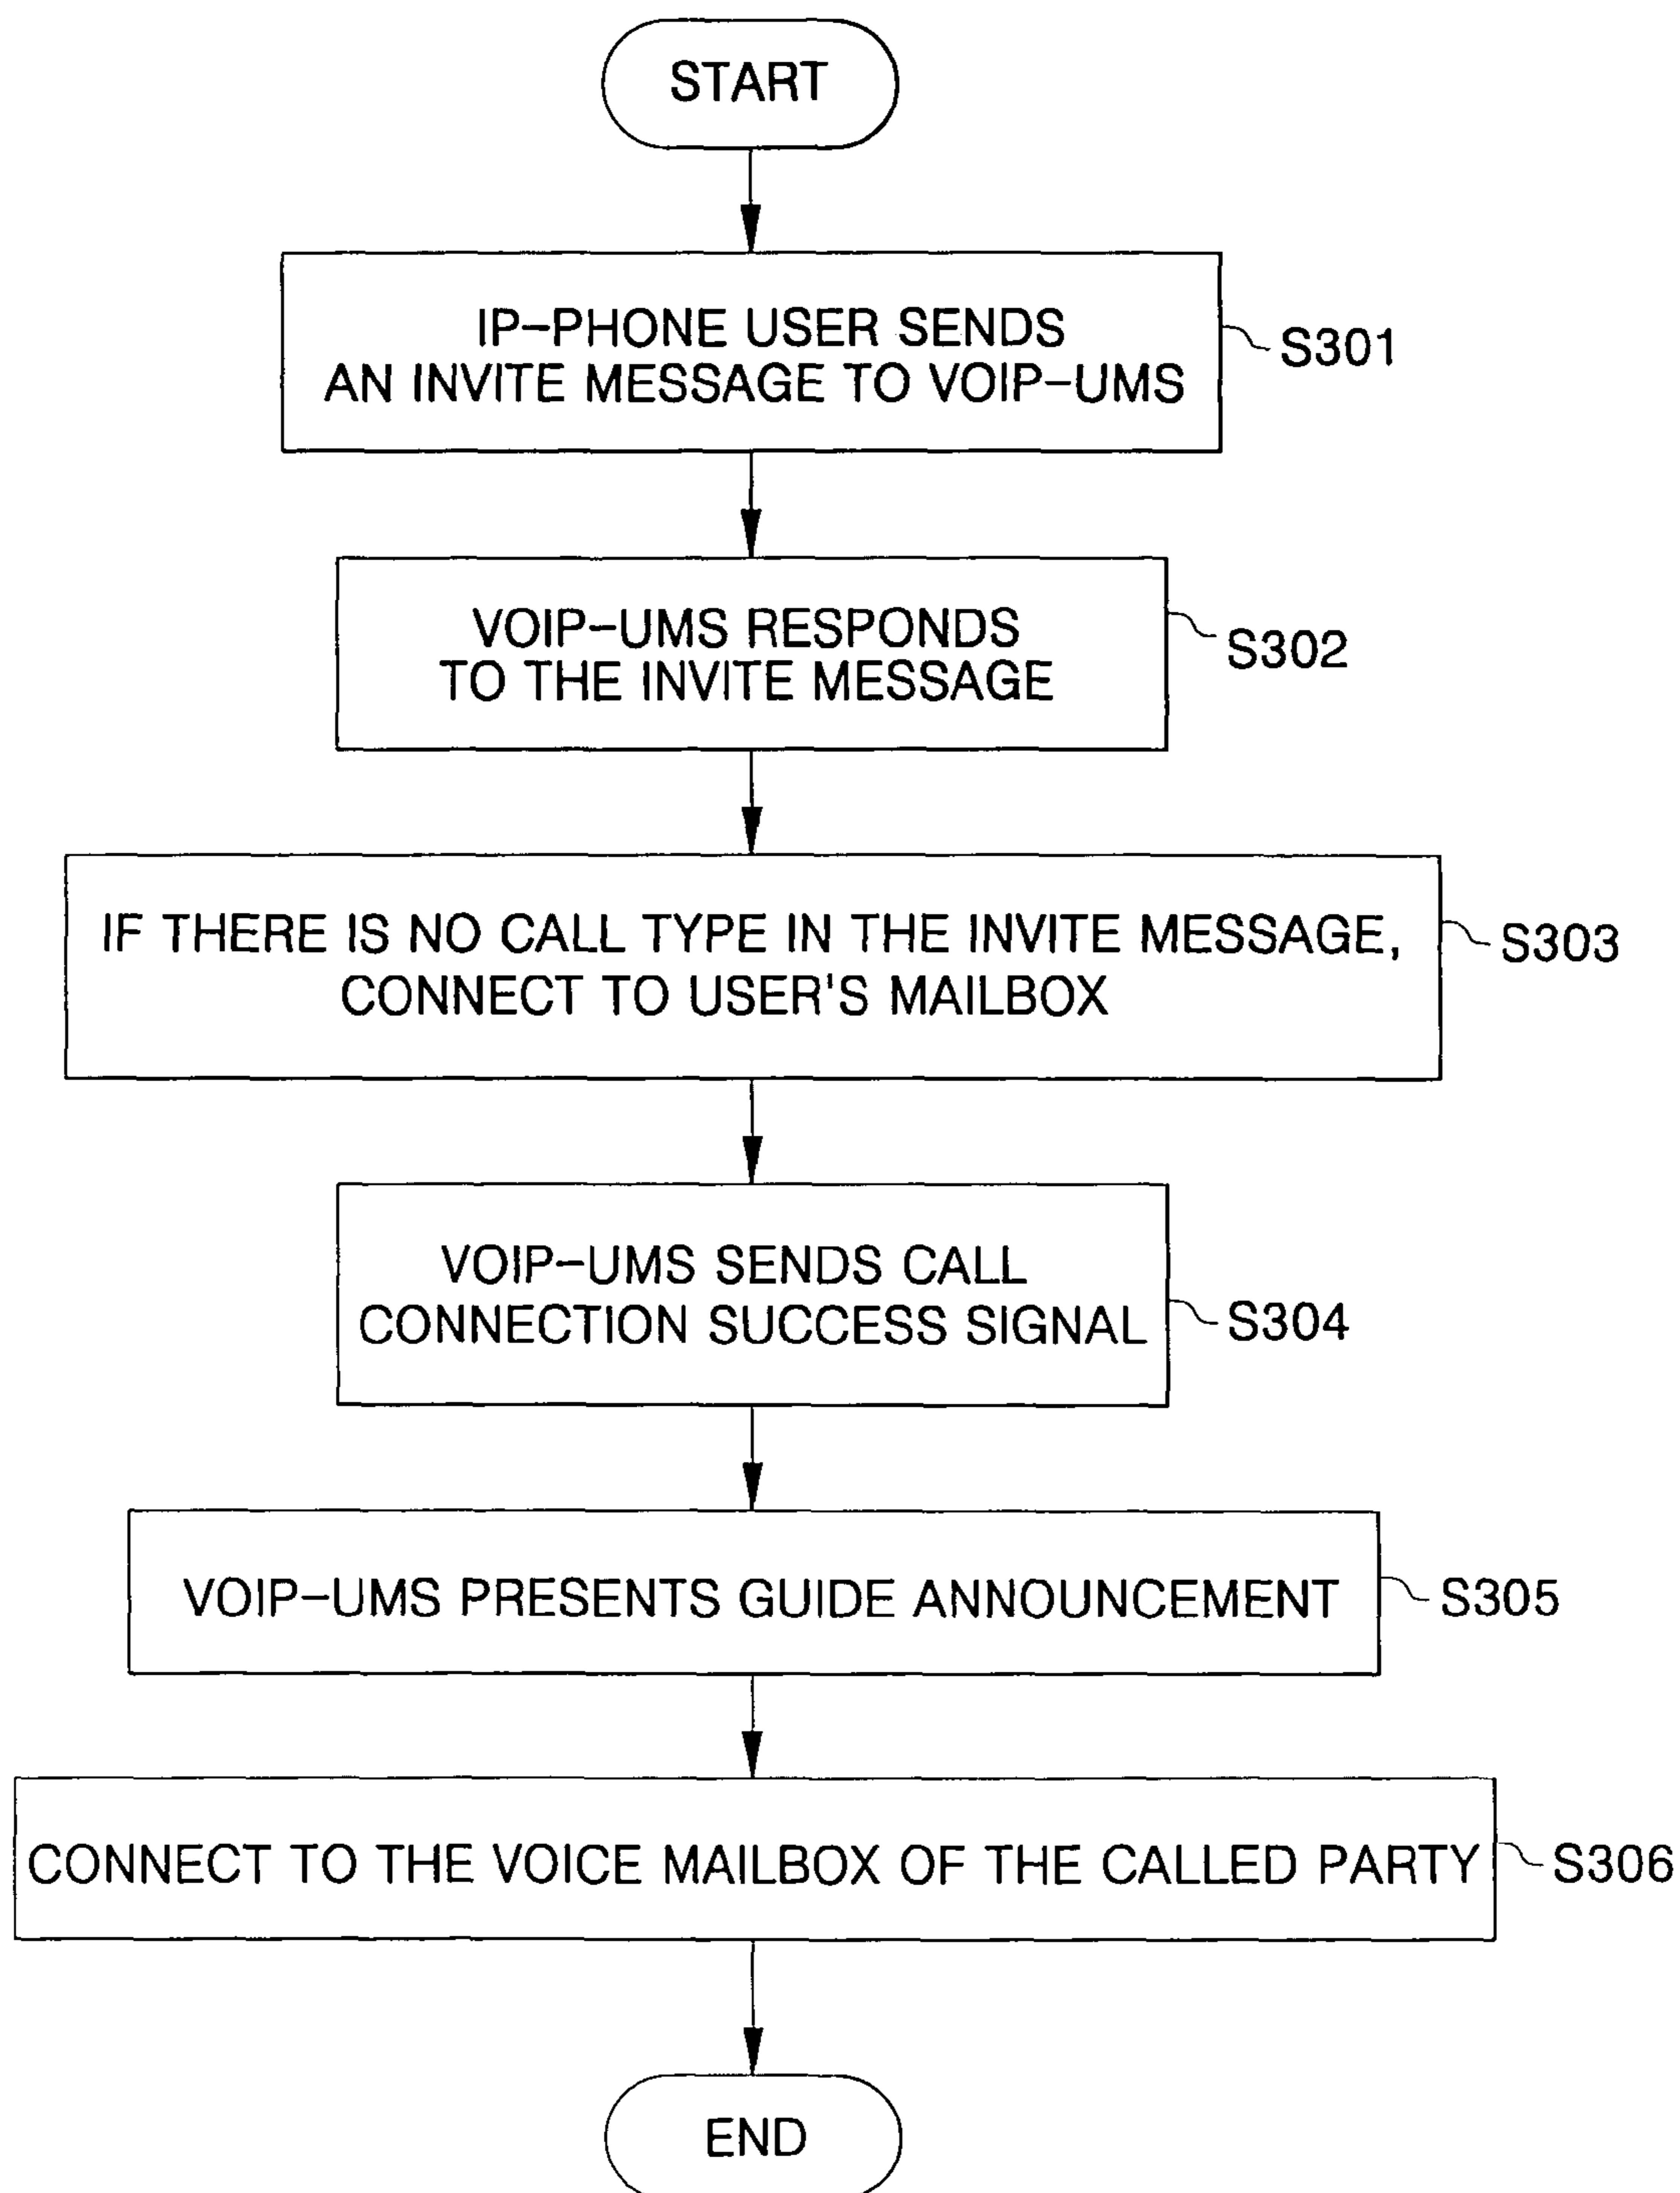 START
IP-PHONE USER SENDS
AN INVITE MESSAGE TO VOIP-UMS
S301
VOIP-UMS RESPONDS
TO THE INVITE MESSAGE
S302
IF THERE IS NO CALL TYPE IN THE INVITE MESSAGE,
CONNECT TO USER'S MAILBOX
S303
VOIP-UMS SENDS CALL
CONNECTION SUCCESS SIGNAL
S304
VOIP-UMS PRESENTS GUIDE ANNOUNCEMENT
S305
CONNECT TO THE VOICE MAILBOX OF THE CALLED PARTY
S306
END